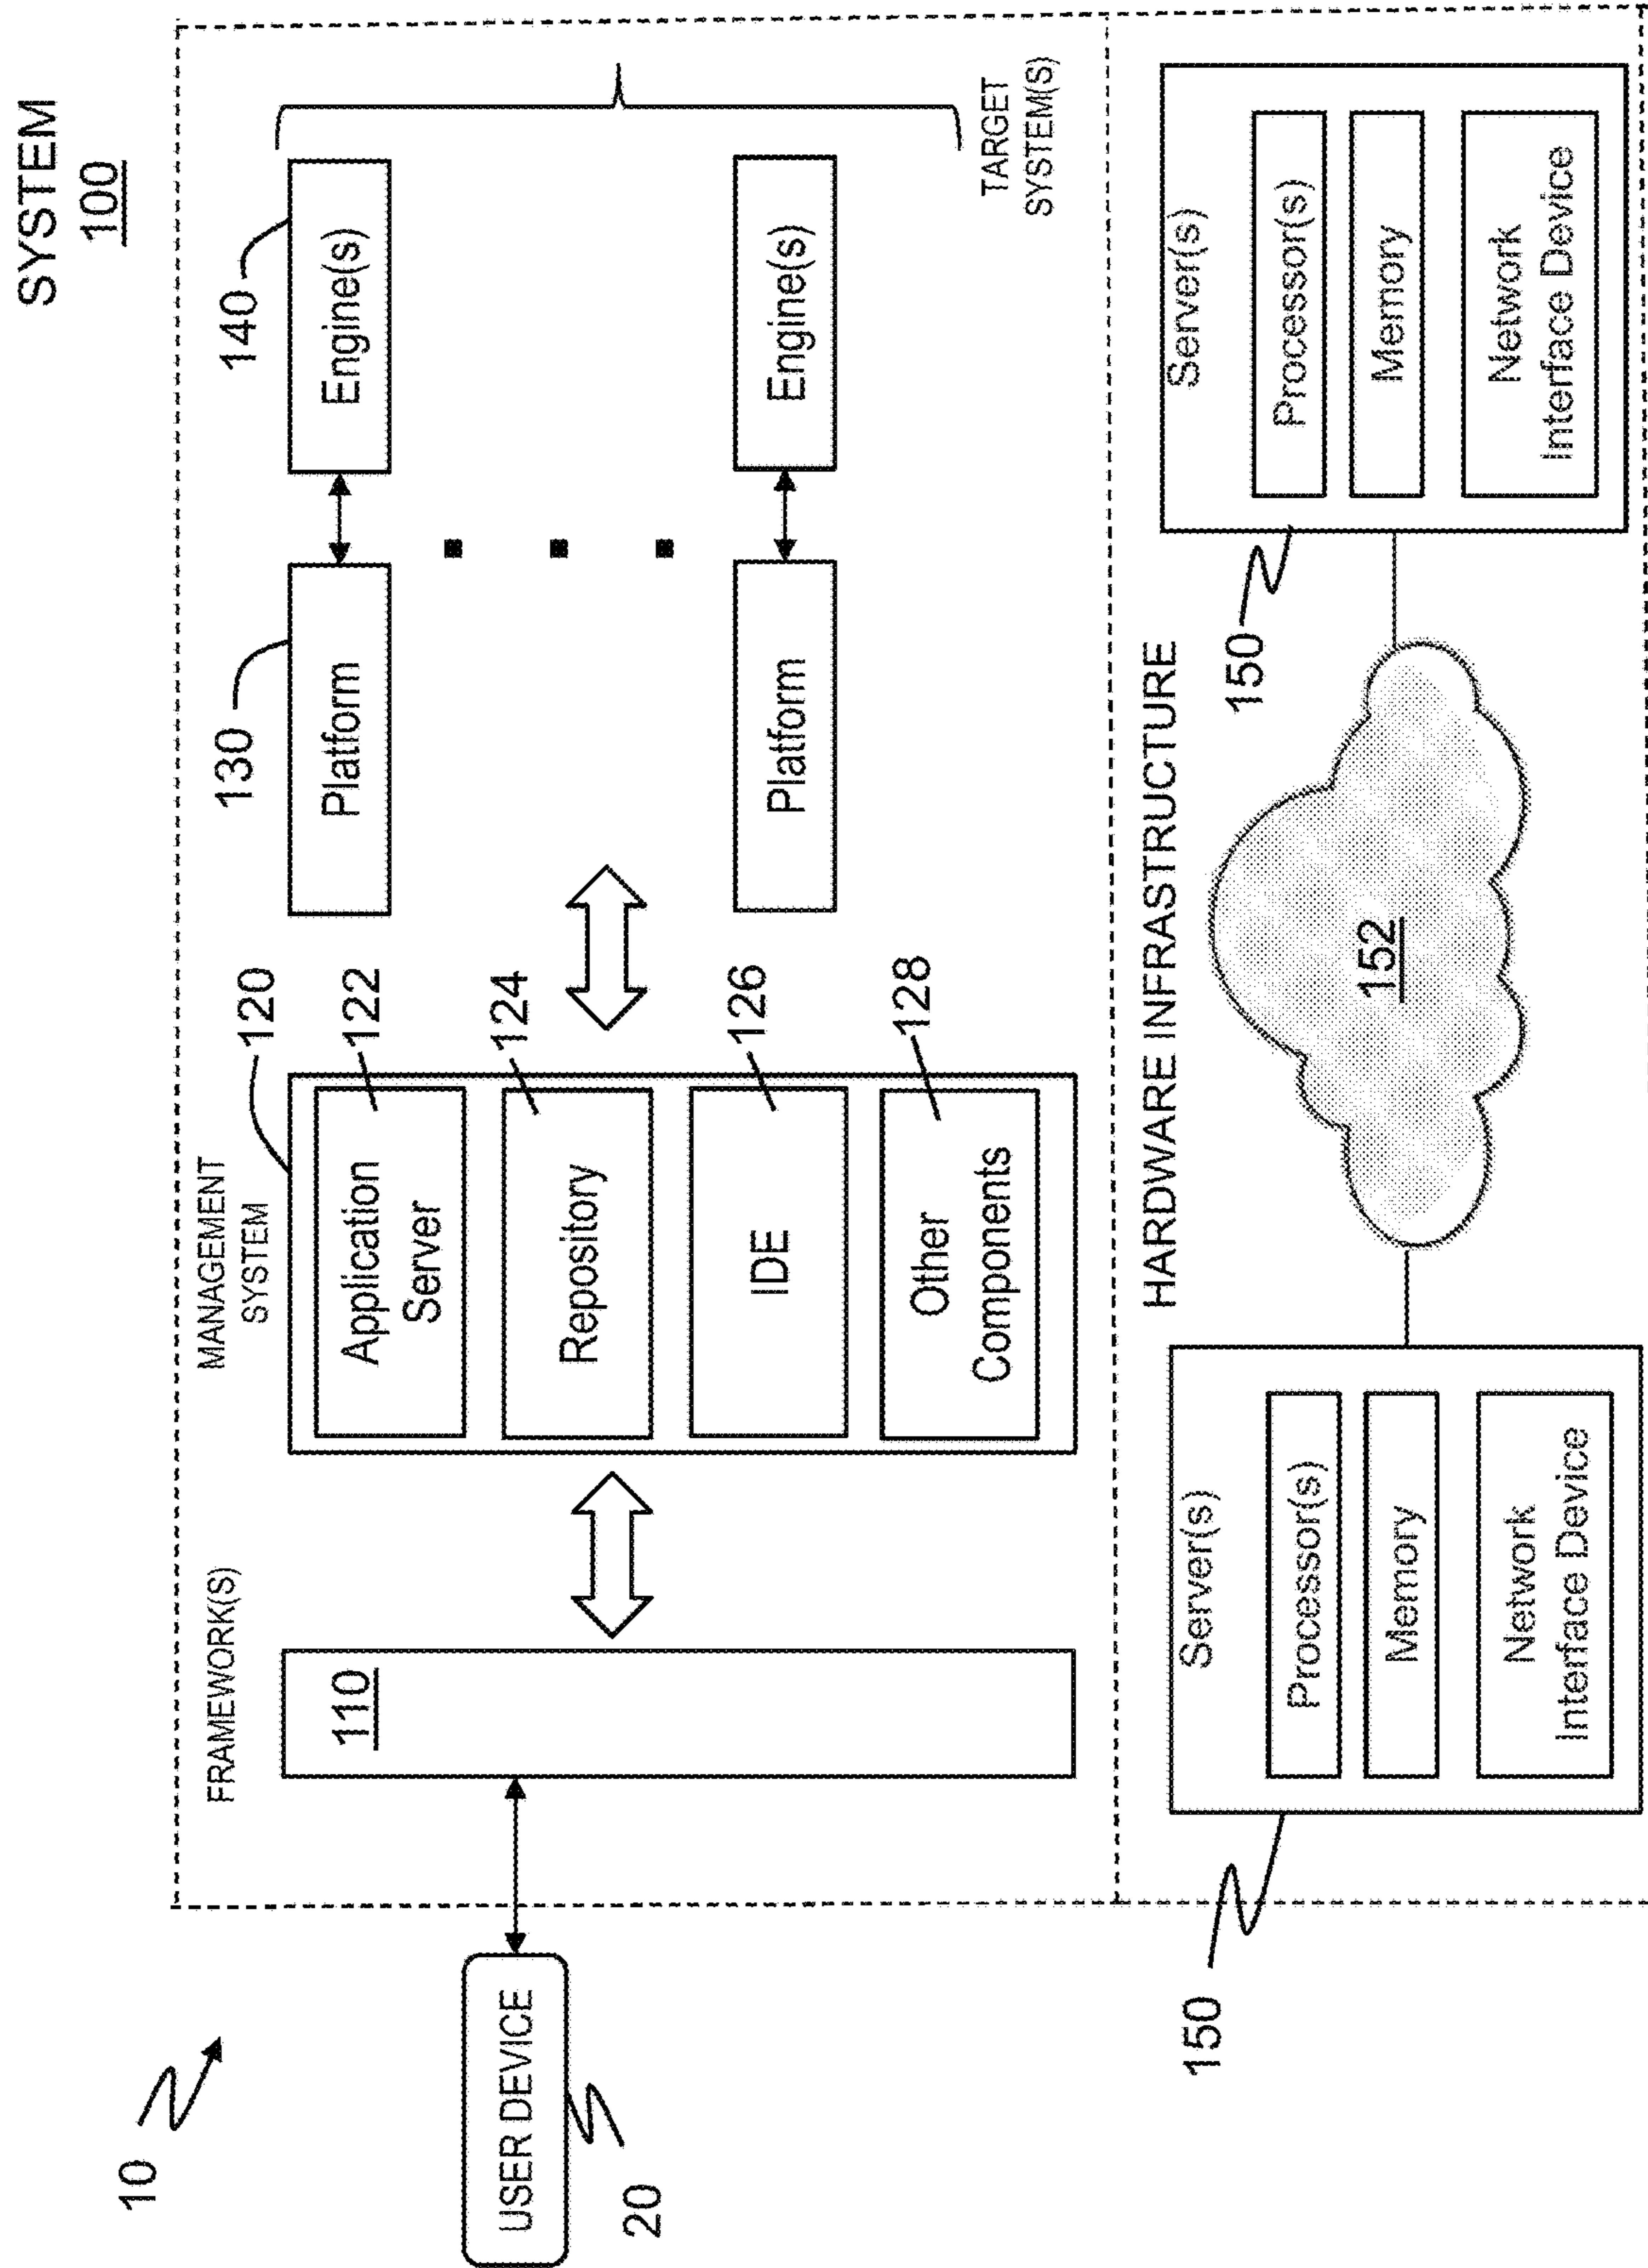 SYSTEM
100
10
USER DEVICE
20
FRAMEWORK(S)
110
MANAGEMENT
SYSTEM
120
Application
Server
122
Repository
124
IDE
126
Other
Components
128
130
Platform
140
Engine(s)
Platform
Engine(s)
TARGET
SYSTEM(S)
HARDWARE INFRASTRUCTURE
150
Server(s)
Processor(s)
Memory
Network
Interface Device
152
150
Server(s)
Processor(s)
Memory
Network
Interface Device